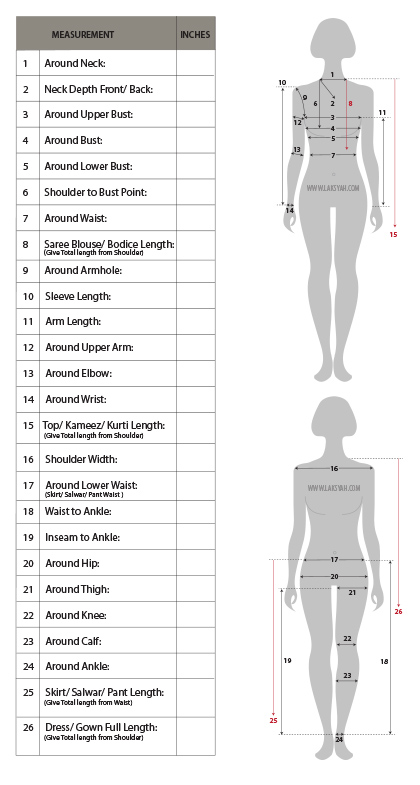 MEASUREMENT INCHES
1 Around Neck:
2 Neck Depth Front/ Back:
3 Around Upper Bust:
4 Around Bust:
5 Around Lower Bust:
6 Shoulder to Bust Point:
7 Around Waist:
8 Saree Blouse/ Bodice Length:
(Give Total length from Shoulder)
9 Around Armhole:
10 Sleeve Length:
11 Arm Length:
12 Around Upper Arm:
13 Around Elbow:
14 Around Wrist:
15 Top/ Kameez/ Kurti Length:
(Give Total length from Shoulder)
16 Shoulder Width:
17 Around Lower Waist:
(Skirt/ Salwar/ Pant Waist )
18 Waist to Ankle:
19 Inseam to Ankle:
20 Around Hip:
21 Around Thigh:
22 Around Knee:
23 Around Calf:
24 Around Ankle:
25 Skirt/ Salwar/ Pant Length:
(Give Total length from Waist)
26 Dress/ Gown Full Length:
(Give Total length from Shoulder)
1
10
9
6 2 8
11
3
12
4
5
13
7
WWW.LAKSYAH.COM
14
15
16
WWW.LAKSYAH.COM
17
20
21
26
22
19 18
23
25
24